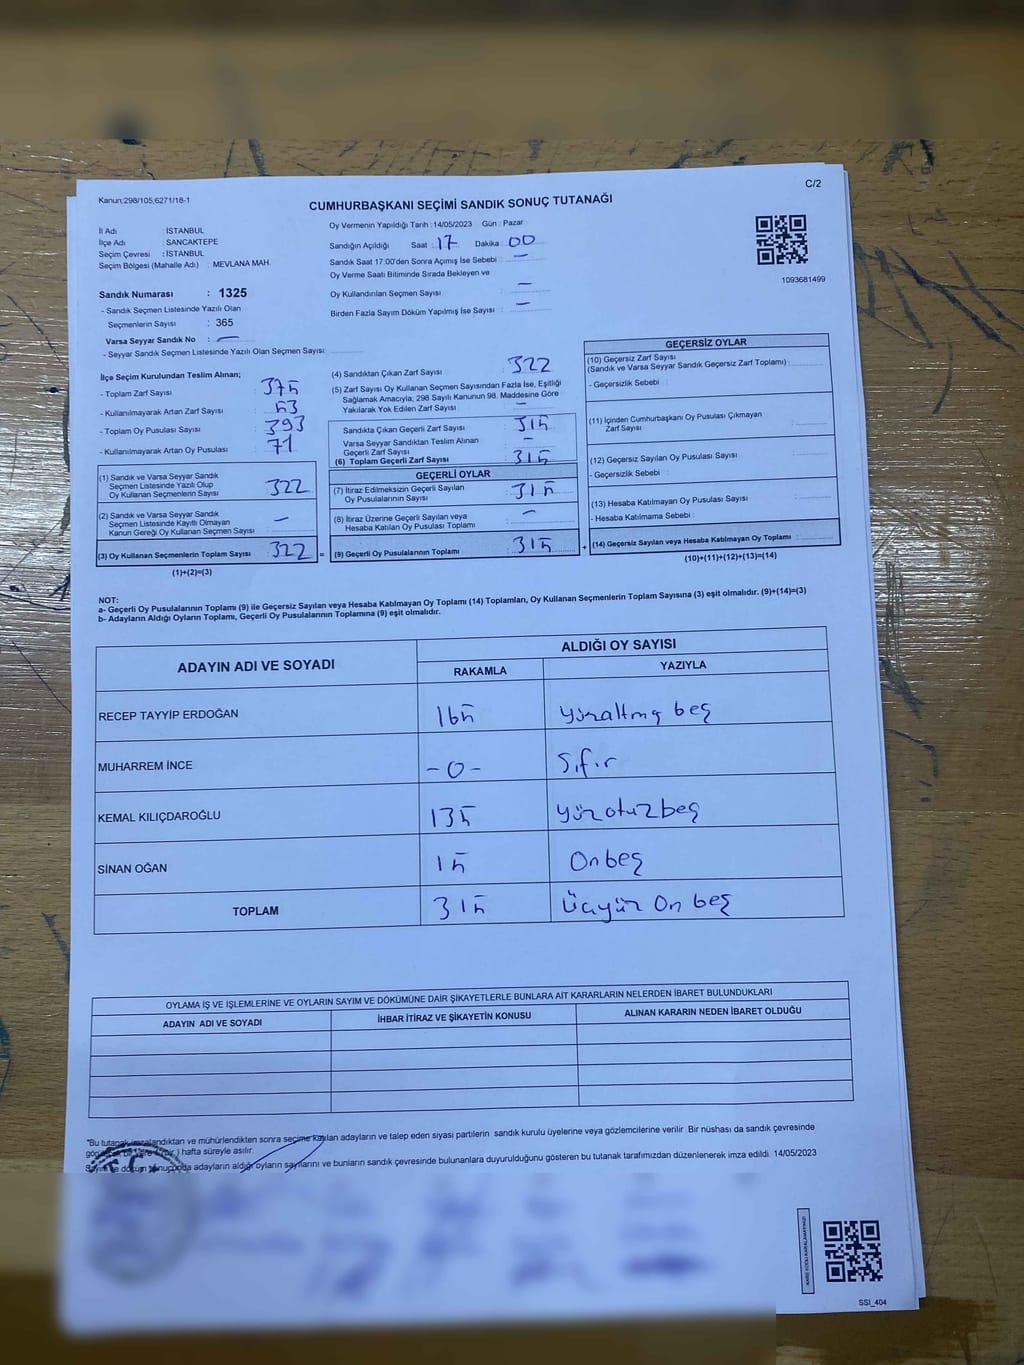 C/2
Kanun;298/105,6271/18-1
CUMHURBAŞKANI SEÇİMİ SANDIK SONUÇ TUTANAĞI
İl Adı : İSTANBUL
İlçe Adı : SANCAKTEPE
Seçim Çevresi : İSTANBUL
Seçim Bölgesi (Mahalle Adı) : MEVLANA MAH.
Sandık Numarası : 1325
- Sandık Seçmen Listesinde Yazılı Olan
Seçmenlerin Sayısı : 365
Varsa Seyyar Sandık No : -
- Seyyar Sandık Seçmen Listesinde Yazılı Olan Seçmen Sayısı:
Oy Vermenin Yapıldığı Tarih : 14/05/2023 Gün : Pazar
Sandığın Açıldığı Saat : 17 Dakika : 00
Sandık Saat 17.00'den Sonra Açılmış İse Sebebi : -
Oy Verme Saati Bitiminde Sırada Bekleyen ve
Oy Kullandırılan Seçmen Sayısı : -
Birden Fazla Sayım Döküm Yapılmış İse Sayısı : -
1093681499
İlçe Seçim Kurulundan Teslim Alınan;
- Toplam Zarf Sayısı : 375
- Kullanılmayarak Artan Zarf Sayısı : 53
- Toplam Oy Pusulası Sayısı : 393
- Kullanılmayarak Artan Oy Pusulası : 71
(1) Sandık ve Varsa Seyyar Sandık
Seçmen Listesinde Yazılı Olup
Oy Kullanan Seçmenlerin Sayısı : 322
(2) Sandık ve Varsa Seyyar Sandık
Seçmen Listesinde Kayıtlı Olmayan
Kanun Gereği Oy Kullanan Seçmen Sayısı : -
(3) Oy Kullanan Seçmenlerin Toplam Sayısı : 322 =
(1)+(2)=(3)
(4) Sandıktan Çıkan Zarf Sayısı : 322
(5) Zarf Sayısı Oy Kullanan Seçmen Sayısından Fazla İse, Eşitliği
Sağlamak Amacıyla; 298 Sayılı Kanunun 98. Maddesine Göre
Yakılarak Yok Edilen Zarf Sayısı : -
Sandıkta Çıkan Geçerli Zarf Sayısı : 315
Varsa Seyyar Sandıktan Teslim Alınan
Geçerli Zarf Sayısı : -
(6) Toplam Geçerli Zarf Sayısı : 315
GEÇERLİ OYLAR
(7) İtiraz Edilmeksizin Geçerli Sayılan
Oy Pusulalarının Sayısı : 315
(8) İtiraz Üzerine Geçerli Sayılan veya
Hesaba Katılan Oy Pusulası Toplamı : -
(9) Geçerli Oy Pusulalarının Toplamı : 315 +
GEÇERSİZ OYLAR
(10) Geçersiz Zarf Sayısı
(Sandık ve Varsa Seyyar Sandık Geçersiz Zarf Toplamı) :
- Geçersizlik Sebebi :
(11) İçinden Cumhurbaşkanı Oy Pusulası Çıkmayan
Zarf Sayısı :
(12) Geçersiz Sayılan Oy Pusulası Sayısı :
- Geçersizlik Sebebi :
(13) Hesaba Katılmayan Oy Pusulası Sayısı :
- Hesaba Katılmama Sebebi :
(14) Geçersiz Sayılan veya Hesaba Katılmayan Oy Toplamı :
(10)+(11)+(12)+(13)=(14)
NOT:
a- Geçerli Oy Pusulalarının Toplamı (9) ile Geçersiz Sayılan veya Hesaba Katılmayan Oy Toplamı (14) Toplamları, Oy Kullanan Seçmenlerin Toplam Sayısına (3) eşit olmalıdır. (9)+(14)=(3)
b- Adayların Aldığı Oyların Toplamı, Geçerli Oy Pusulalarının Toplamına (9) eşit olmalıdır.
ADAYIN ADI VE SOYADI
ALDIĞI OY SAYISI
RAKAMLA YAZIYLA
RECEP TAYYİP ERDOĞAN 165 yüzaltmış beş
MUHARREM İNCE -0- Sıfır
KEMAL KILIÇDAROĞLU 135 yüzotuzbeş
SİNAN OĞAN 15 Onbeş
TOPLAM 315 Üçyüz On beş
OYLAMA İŞ VE İŞLEMLERİNE VE OYLARIN SAYIM VE DÖKÜMÜNE DAİR ŞİKAYETLERLE BUNLARA AİT KARARLARIN NELERDEN İBARET BULUNDUKLARI
ADAYIN ADI VE SOYADI İHBAR İTİRAZ VE ŞİKAYETİN KONUSU ALINAN KARARIN NEDEN İBARET OLDUĞU
*Bu tutanak imzalandıktan ve mühürlendikten sonra seçime katılan adayların ve talep eden siyasi partilerin sandık kurulu üyelerine veya gözlemcilerine verilir. Bir nüshası da sandık çevresinde
hafta süreyle asılır.
Sayım ve döküm sonucunda adayların aldığı oyların sayılarını ve bunların sandık çevresinde bulunanlara duyurulduğunu gösteren bu tutanak tarafımızdan düzenlenerek imza edildi. 14/05/2023
T.C.
SSI_404